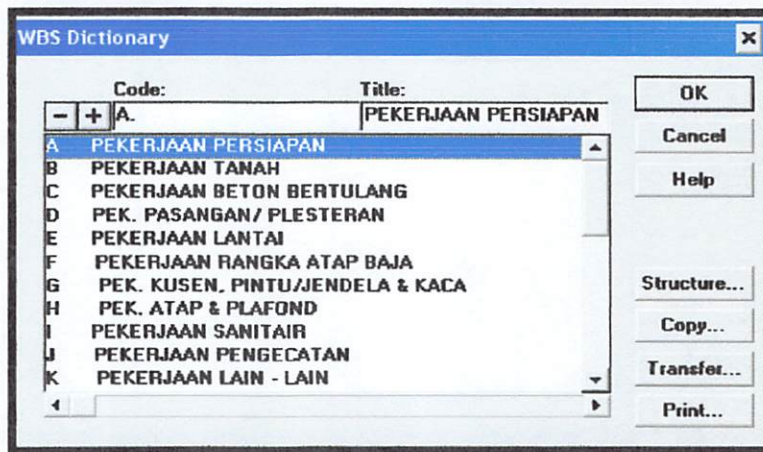 WBS Dictionary
Code: Title:
- + A. PEKERJAAN PERSIAPAN
A PEKERJAAN PERSIAPAN
B PEKERJAAN TANAH
C PEKERJAAN BETON BERTULANG
D PEK. PASANGAN/ PLESTERAN
E PEKERJAAN LANTAI
F PEKERJAAN RANGKA ATAP BAJA
G PEK. KUSEN, PINTU/JENDELA & KACA
H PEK. ATAP & PLAFOND
I PEKERJAAN SANITAIR
J PEKERJAAN PENGECATAN
K PEKERJAAN LAIN - LAIN
OK
Cancel
Help
Structure...
Copy...
Transfer...
Print...